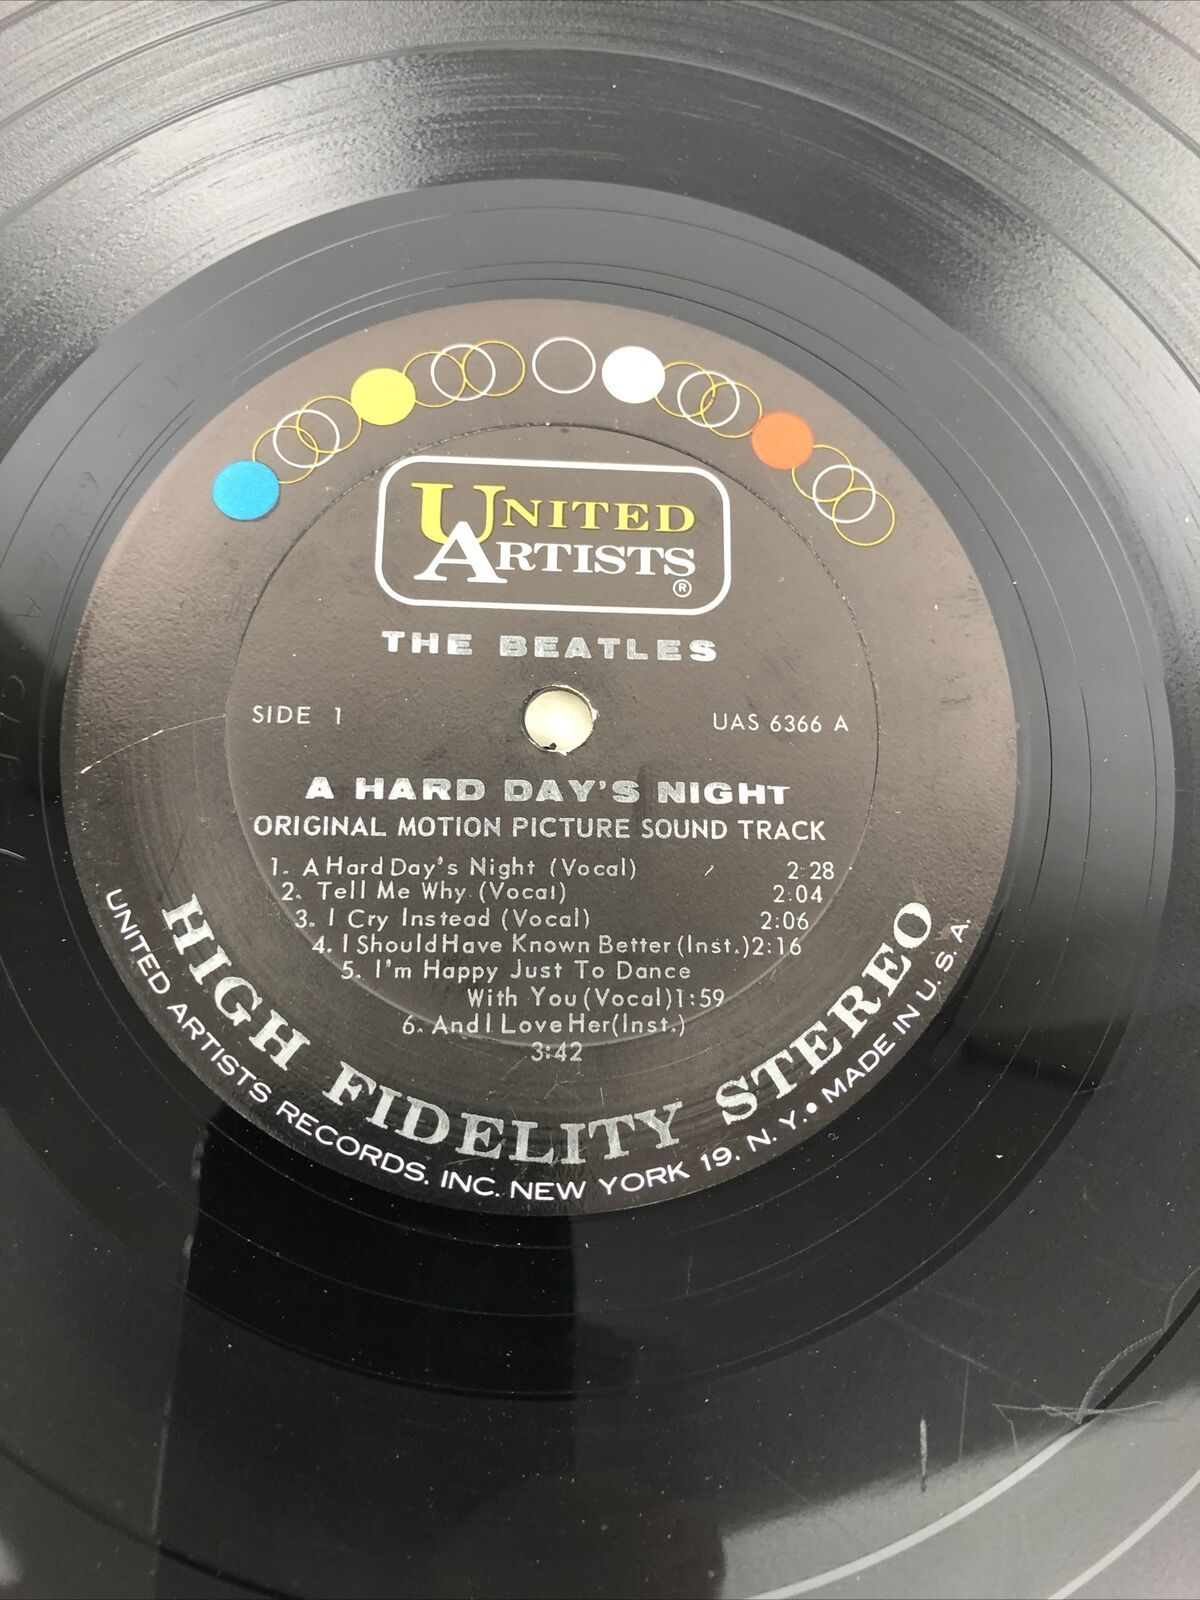 UNITED
ARTISTS
®
THE BEATLES
SIDE 1
UAS 6366 A
A HARD DAY'S NIGHT
ORIGINAL MOTION PICTURE SOUND TRACK
1. A Hard Day's Night (Vocal) 2:28
2. Tell Me Why (Vocal) 2:04
3. I Cry Instead (Vocal) 2:06
4. I Should Have Known Better (Inst.) 2:16
5. I'm Happy Just To Dance
With You (Vocal) 1:59
6. And I Love Her (Inst.)
3:42
HIGH FIDELITY STEREO
UNITED ARTISTS RECORDS, INC. NEW YORK 19, N. Y. • MADE IN U. S. A.